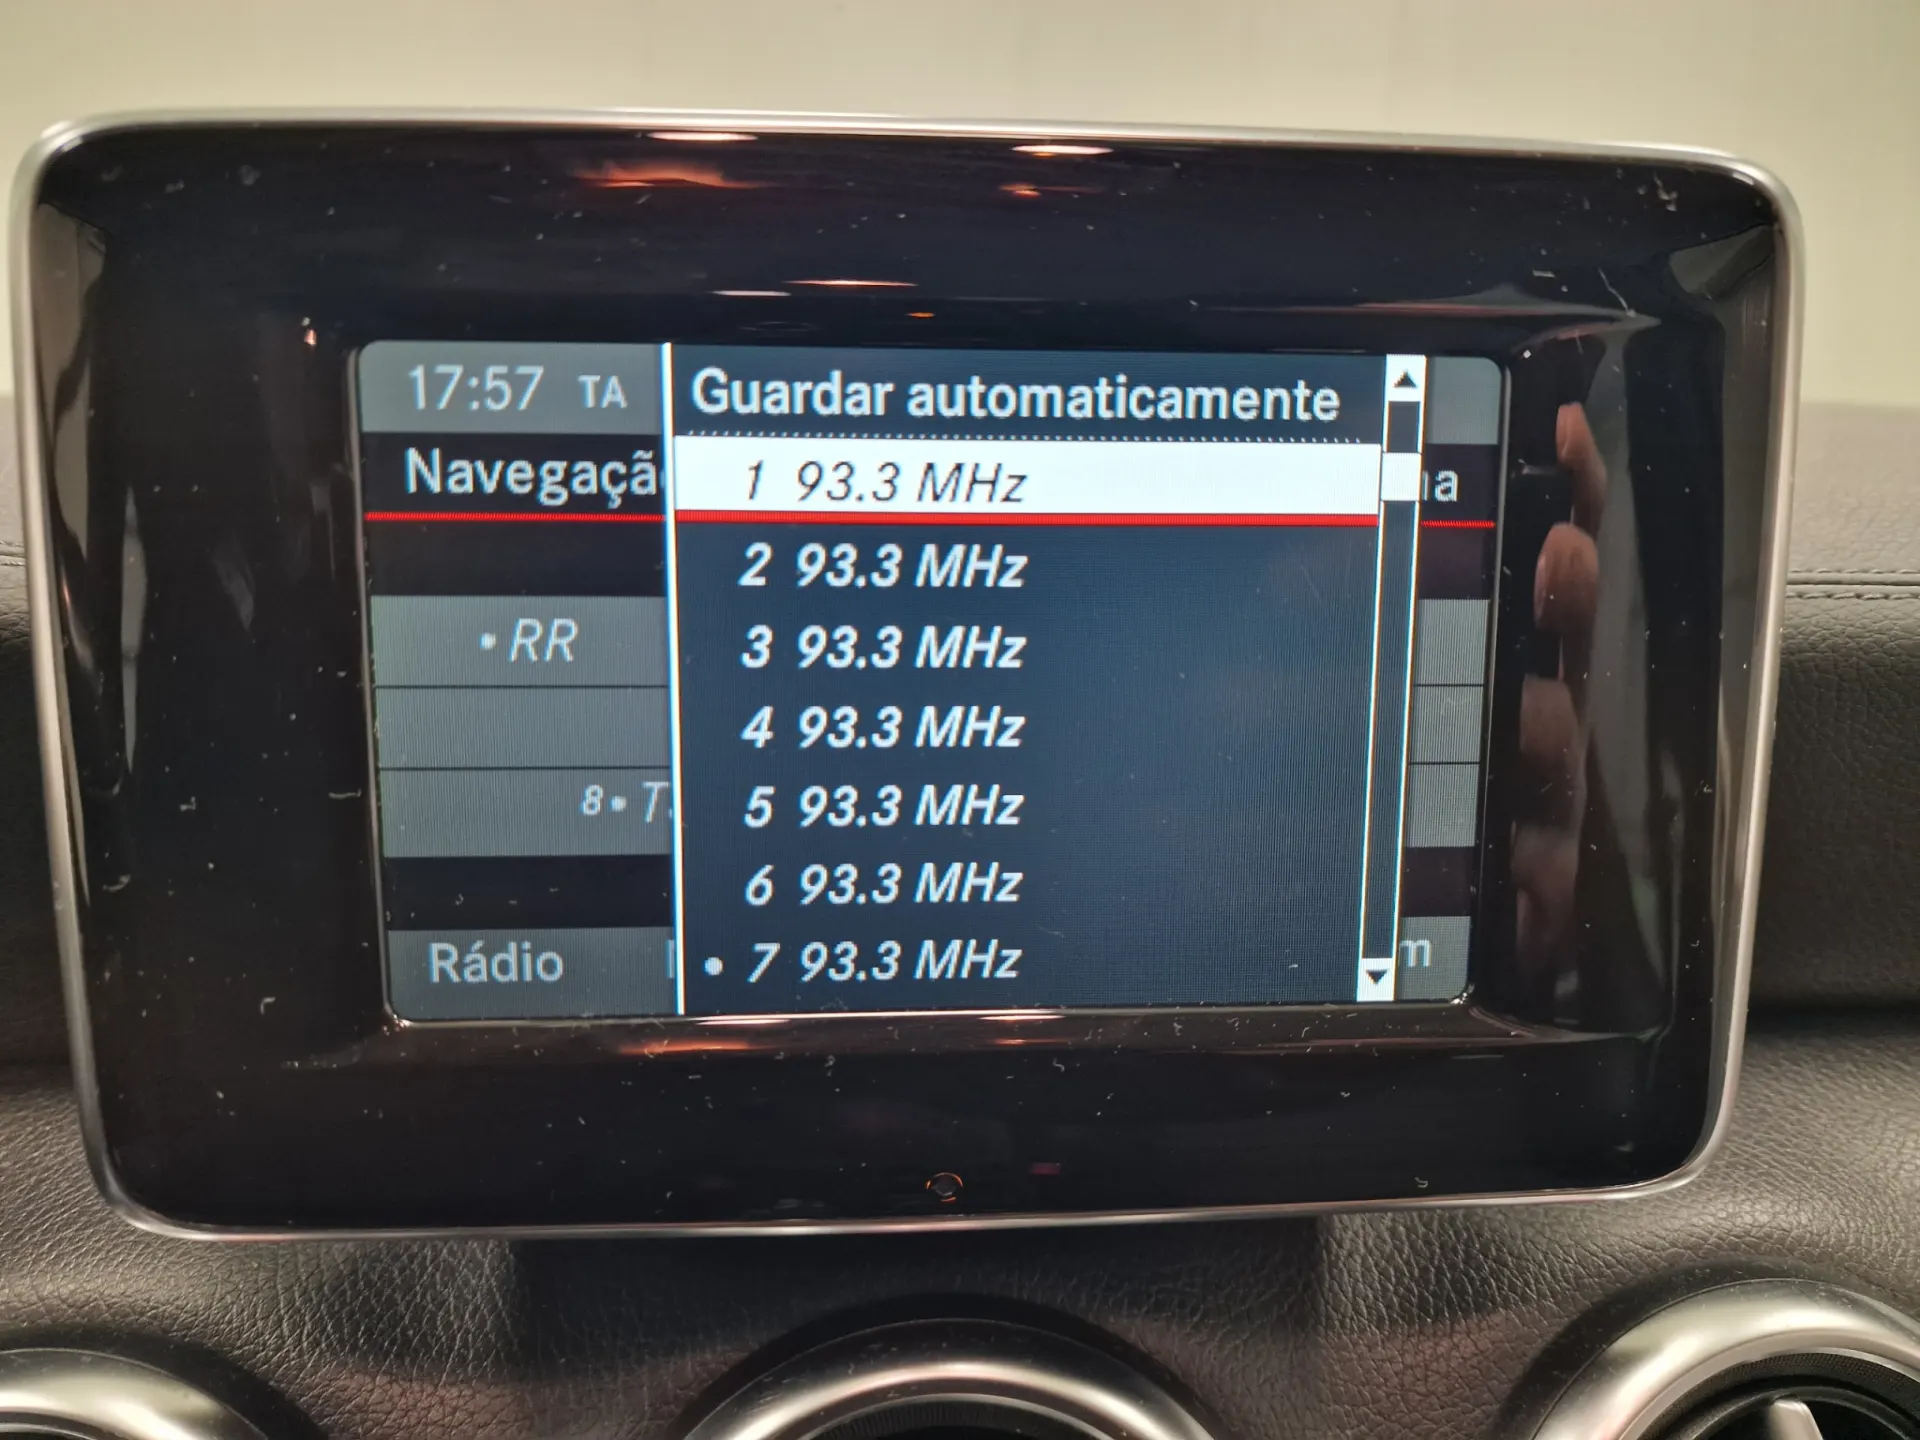 17:57 TA
Guardar automaticamente
Navegaçã
1 93.3 MHz
2 93.3 MHz
3 93.3 MHz
• RR
4 93.3 MHz
8 • T
5 93.3 MHz
6 93.3 MHz
Rádio
• 7 93.3 MHz